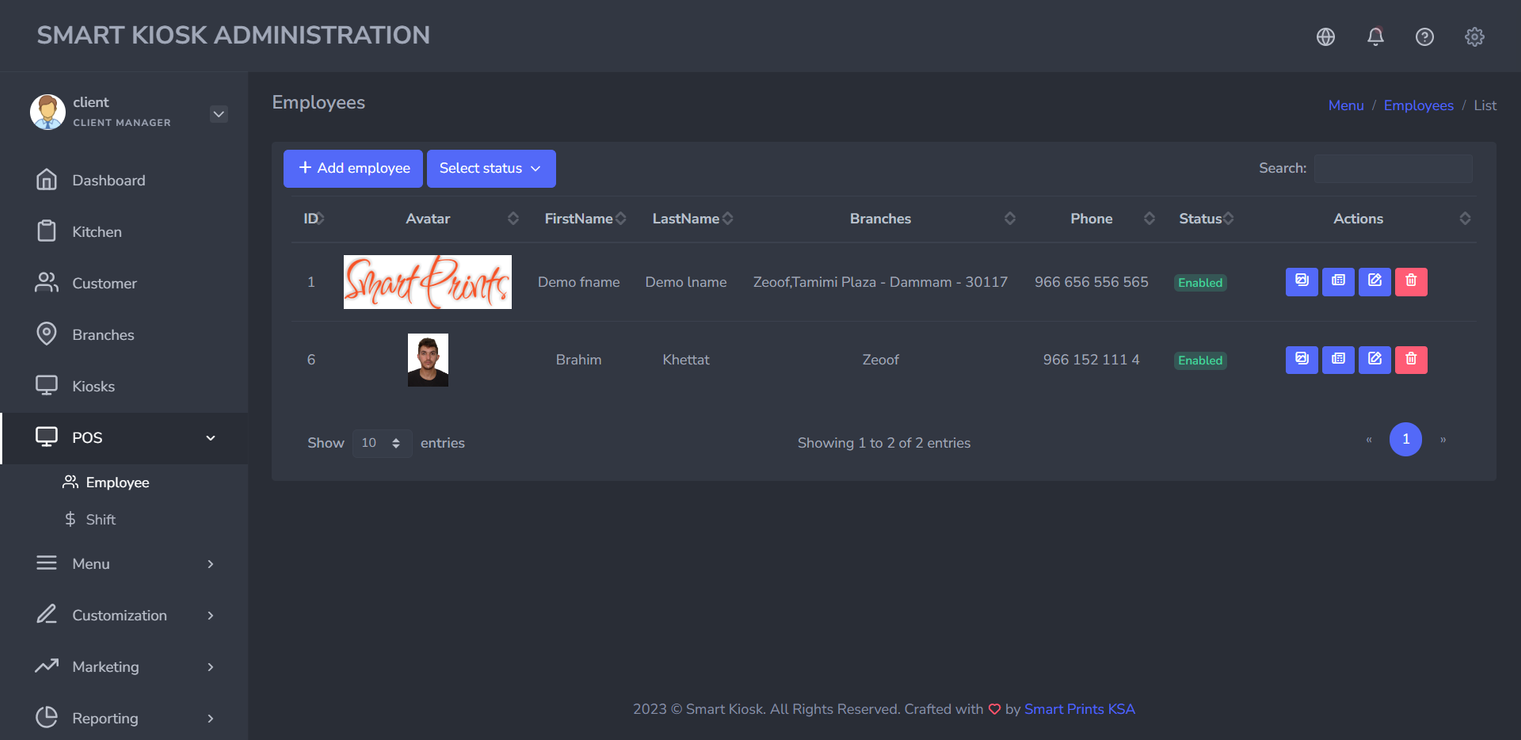 SMART KIOSK ADMINISTRATION
client
CLIENT MANAGER
Dashboard
Kitchen
Customer
Branches
Kiosks
POS
Employee
Shift
Menu
Customization
Marketing
Reporting
Employees
Menu / Employees / List
+ Add employee Select status
Search:
ID Avatar FirstName LastName Branches Phone Status Actions
1 Smart Prints Demo fname Demo lname Zeoof,Tamimi Plaza - Dammam - 30117 966 656 556 565 Enabled
6 Brahim Khettat Zeoof 966 152 111 4 Enabled
Show 10 entries Showing 1 to 2 of 2 entries « 1 »
2023 © Smart Kiosk. All Rights Reserved. Crafted with ♡ by Smart Prints KSA